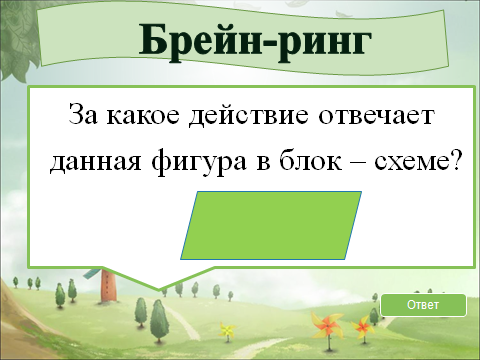 Брейн-ринг
За какое действие отвечает
данная фигура в блок – схеме?
Ответ